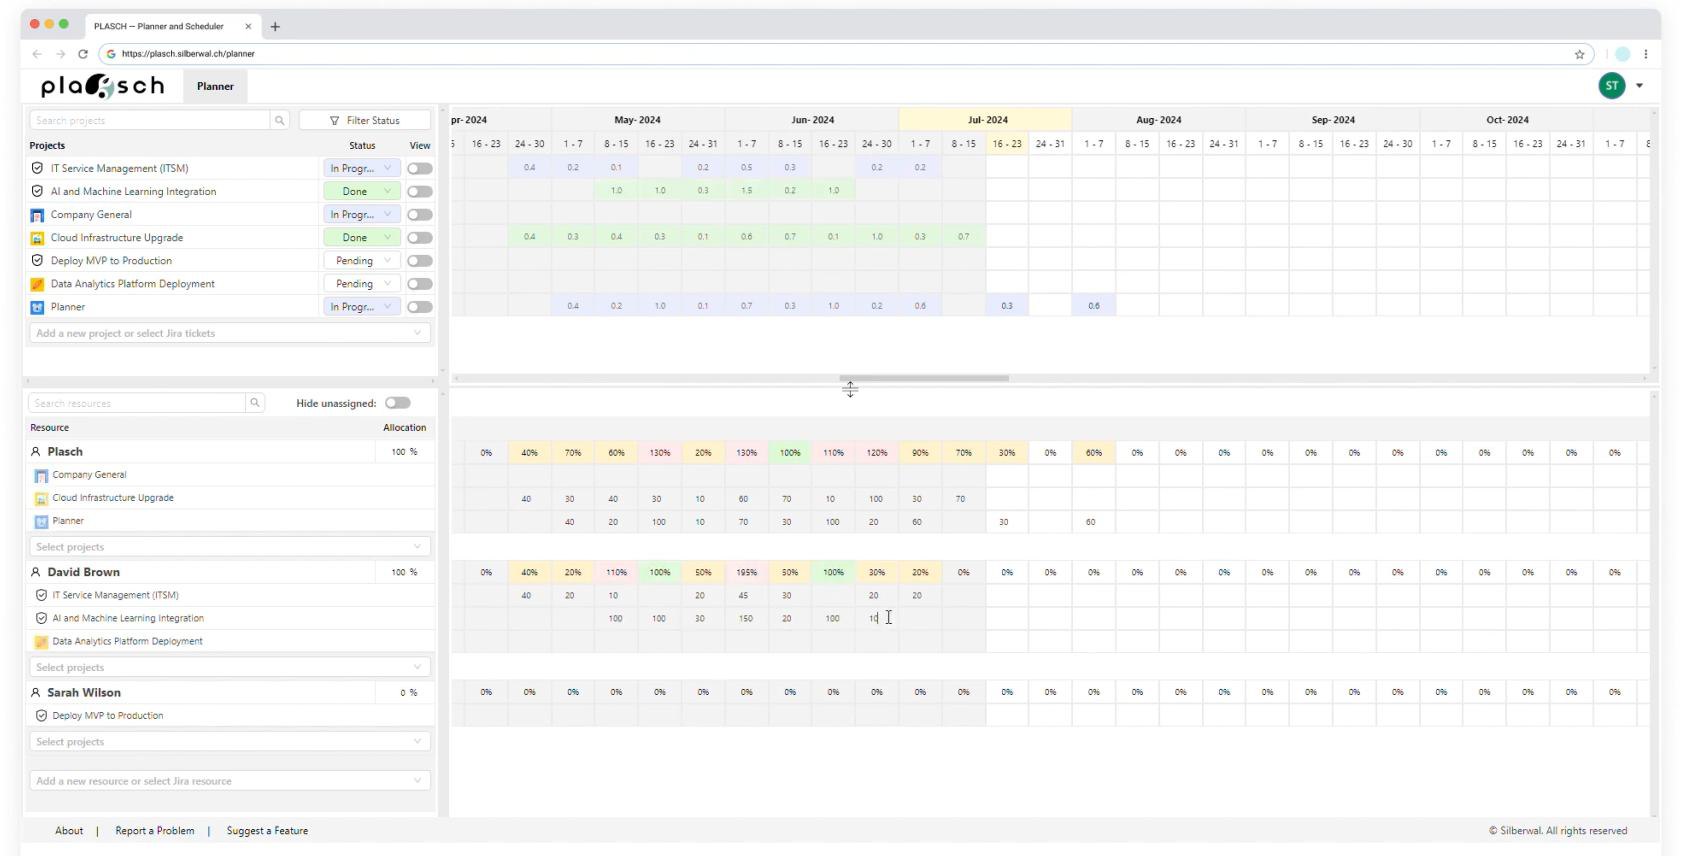 PLASCH -- Planner and Scheduler
https://plasch.silberwal.ch/planner
plasch Planner ST
Search projects Filter Status
pr- 2024 May- 2024 Jun- 2024 Jul- 2024 Aug- 2024 Sep- 2024 Oct- 2024
Projects Status View 5 16 - 23 24 - 30 1 - 7 8 - 15 16 - 23 24 - 31 1 - 7 8 - 15 16 - 23 24 - 30 1 - 7 8 - 15 16 - 23 24 - 31 1 - 7 8 - 15 16 - 23 24 - 31 1 - 7 8 - 15 16 - 23 24 - 30 1 - 7 8 - 15 16 - 23 24 - 31 1 - 7 8
IT Service Management (ITSM) In Progr... 0.4 0.2 0.1 0.2 0.5 0.3 0.2 0.2
AI and Machine Learning Integration Done 1.0 1.0 0.3 1.5 0.2 1.0
Company General In Progr...
Cloud Infrastructure Upgrade Done 0.4 0.3 0.4 0.3 0.1 0.6 0.7 0.1 1.0 0.3 0.7
Deploy MVP to Production Pending
Data Analytics Platform Deployment Pending
Planner In Progr... 0.4 0.2 1.0 0.1 0.7 0.3 1.0 0.2 0.6 0.3 0.6
Add a new project or select Jira tickets
Search resources Hide unassigned:
Resource Allocation
Plasch 100 % 0% 40% 70% 60% 130% 20% 130% 100% 110% 120% 90% 70% 30% 0% 60% 0% 0% 0% 0% 0% 0% 0% 0% 0% 0% 0% 0%
Company General
Cloud Infrastructure Upgrade 40 30 40 30 10 60 70 10 100 30 70
Planner 40 20 100 10 70 30 100 20 60 30 60
Select projects
David Brown 100 % 0% 40% 20% 110% 100% 50% 195% 50% 100% 30% 20% 0% 0% 0% 0% 0% 0% 0% 0% 0% 0% 0% 0% 0% 0% 0% 0%
IT Service Management (ITSM) 40 20 10 20 45 30 20 20
AI and Machine Learning Integration 100 100 30 150 20 100 10
Data Analytics Platform Deployment
Select projects
Sarah Wilson 0 % 0% 0% 0% 0% 0% 0% 0% 0% 0% 0% 0% 0% 0% 0% 0% 0% 0% 0% 0% 0% 0% 0% 0% 0% 0% 0% 0%
Deploy MVP to Production
Select projects
Add a new resource or select Jira resource
About | Report a Problem | Suggest a Feature © Silberwal. All rights reserved